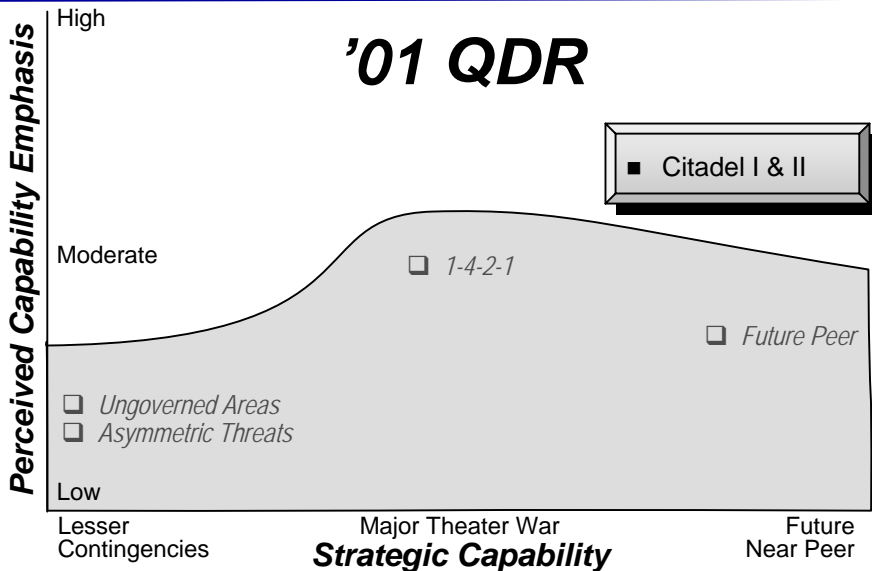 High
’01 QDR
Perceived Capability Emphasis
■ Citadel I & II
Moderate
❑ 1-4-2-1
❑ Future Peer
❑ Ungoverned Areas
❑ Asymmetric Threats
Low
Lesser
Contingencies
Major Theater War
Future
Near Peer
Strategic Capability